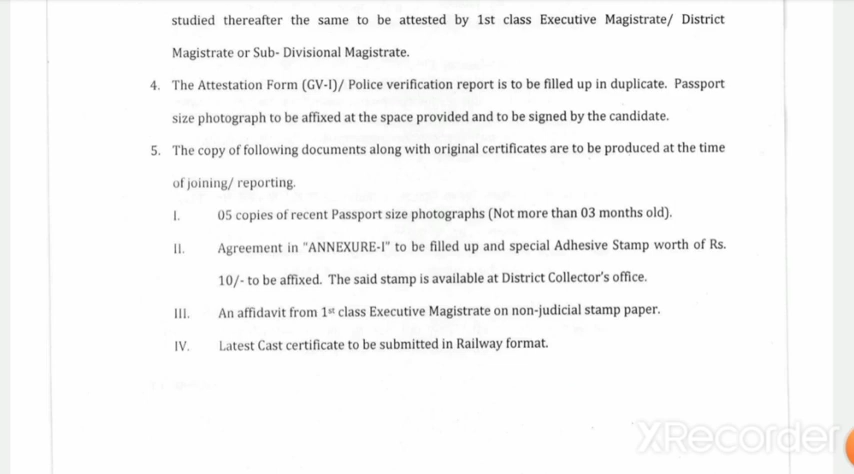 studied thereafter the same to be attested by 1st class Executive Magistrate/ District
Magistrate or Sub- Divisional Magistrate.
4. The Attestation Form (GV-I)/ Police verification report is to be filled up in duplicate. Passport
size photograph to be affixed at the space provided and to be signed by the candidate.
5. The copy of following documents along with original certificates are to be produced at the time
of joining/ reporting.
I. 05 copies of recent Passport size photographs (Not more than 03 months old).
II. Agreement in "ANNEXURE-I" to be filled up and special Adhesive Stamp worth of Rs.
10/- to be affixed. The said stamp is available at District Collector's office.
III. An affidavit from 1st class Executive Magistrate on non-judicial stamp paper.
IV. Latest Cast certificate to be submitted in Railway format.
XRecorder